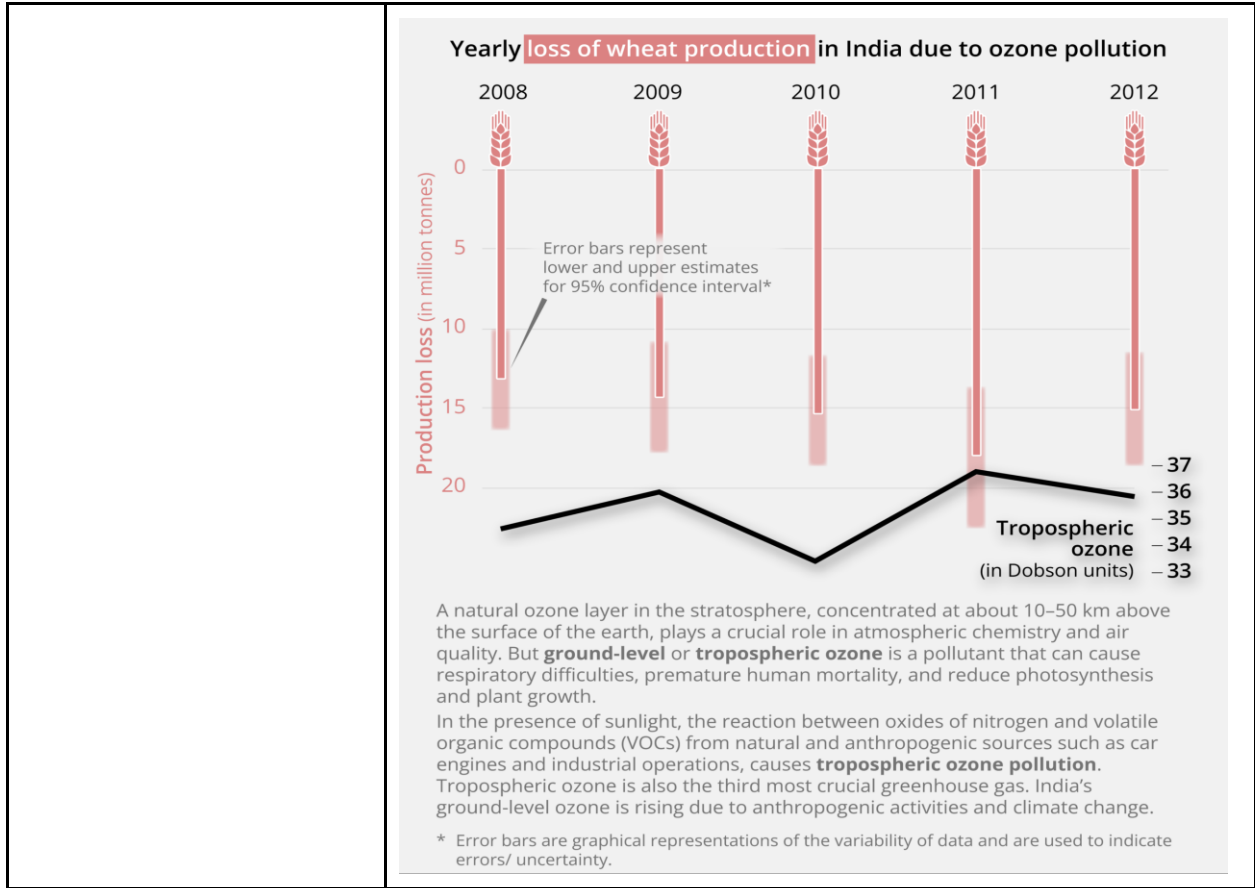 Yearly loss of wheat production in India due to ozone pollution
2008 2009 2010 2011 2012
Production loss (in million tonnes)
0
5
10
15
20
Error bars represent
lower and upper estimates
for 95% confidence interval*
– 37
– 36
– 35
– 34
– 33
Tropospheric
ozone
(in Dobson units)
A natural ozone layer in the stratosphere, concentrated at about 10–50 km above
the surface of the earth, plays a crucial role in atmospheric chemistry and air
quality. But ground-level or tropospheric ozone is a pollutant that can cause
respiratory difficulties, premature human mortality, and reduce photosynthesis
and plant growth.
In the presence of sunlight, the reaction between oxides of nitrogen and volatile
organic compounds (VOCs) from natural and anthropogenic sources such as car
engines and industrial operations, causes tropospheric ozone pollution.
Tropospheric ozone is also the third most crucial greenhouse gas. India’s
ground-level ozone is rising due to anthropogenic activities and climate change.
* Error bars are graphical representations of the variability of data and are used to indicate
errors/ uncertainty.